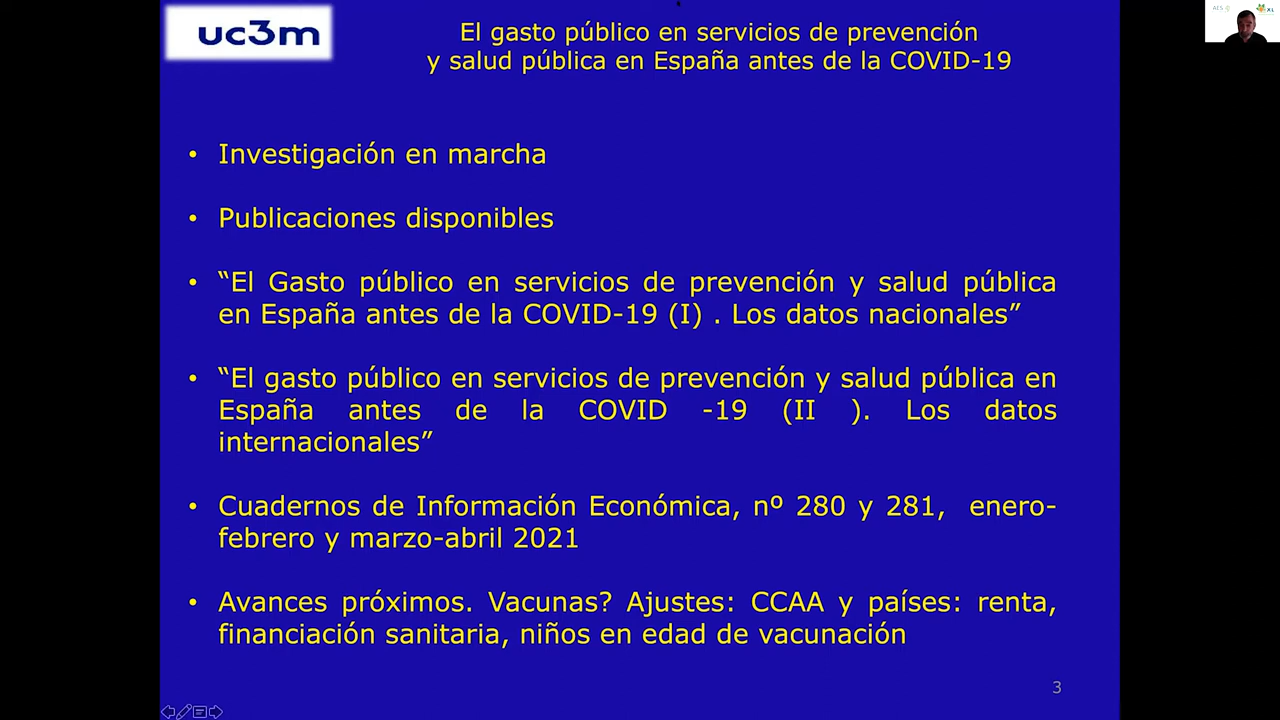 uc3m
El gasto público en servicios de prevención
y salud pública en España antes de la COVID-19
AES
XL
• Investigación en marcha
• Publicaciones disponibles
• “El Gasto público en servicios de prevención y salud pública
en España antes de la COVID-19 (I) . Los datos nacionales”
• “El gasto público en servicios de prevención y salud pública en
España antes de la COVID -19 (II ). Los datos
internacionales”
• Cuadernos de Información Económica, nº 280 y 281, enero-
febrero y marzo-abril 2021
• Avances próximos. Vacunas? Ajustes: CCAA y países: renta,
financiación sanitaria, niños en edad de vacunación
3